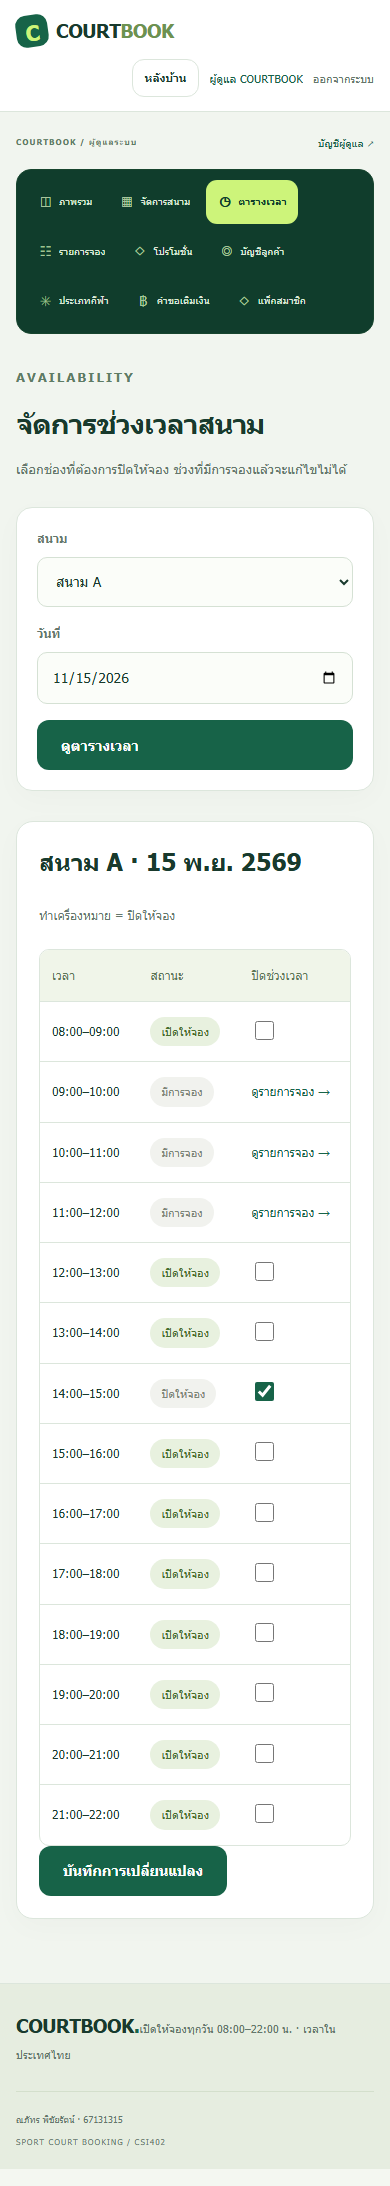 C COURTBOOK
หลังบ้าน ผู้ดูแล COURTBOOK ออกจากระบบ
COURTBOOK / ผู้ดูแลระบบ บัญชีผู้ดูแล ↗
ภาพรวม จัดการสนาม ตารางเวลา
รายการจอง โปรโมชั่น บัญชีลูกค้า
ประเภทกีฬา ฿ คำขอเติมเงิน แพ็กสมาชิก
AVAILABILITY
จัดการช่วงเวลาสนาม
เลือกช่องที่ต้องการปิดให้จอง ช่วงที่มีการจองแล้วจะแก้ไขไม่ได้
สนาม
สนาม A
วันที่
11/15/2026
ดูตารางเวลา
สนาม A · 15 พ.ย. 2569
ทำเครื่องหมาย = ปิดให้จอง
เวลา สถานะ ปิดช่วงเวลา
08:00–09:00 เปิดให้จอง
09:00–10:00 มีการจอง ดูรายการจอง →
10:00–11:00 มีการจอง ดูรายการจอง →
11:00–12:00 มีการจอง ดูรายการจอง →
12:00–13:00 เปิดให้จอง
13:00–14:00 เปิดให้จอง
14:00–15:00 ปิดให้จอง
15:00–16:00 เปิดให้จอง
16:00–17:00 เปิดให้จอง
17:00–18:00 เปิดให้จอง
18:00–19:00 เปิดให้จอง
19:00–20:00 เปิดให้จอง
20:00–21:00 เปิดให้จอง
21:00–22:00 เปิดให้จอง
บันทึกการเปลี่ยนแปลง
COURTBOOK.เปิดให้จองทุกวัน 08:00–22:00 น. · เวลาใน
ประเทศไทย
ณภัทร พิชัยรัตน์ · 67131315
SPORT COURT BOOKING / CSI402